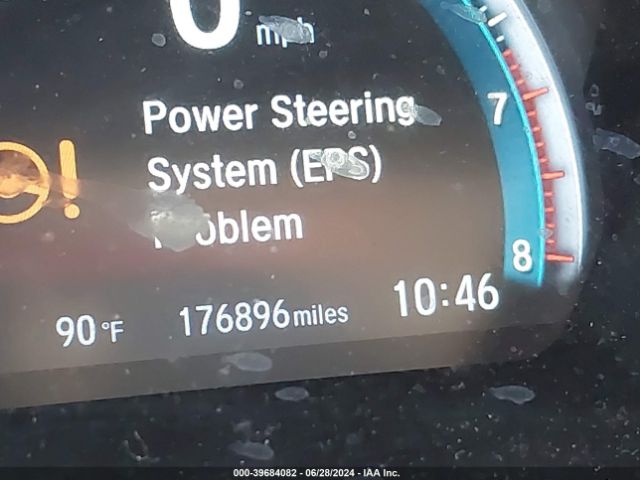 0 mph
7
Power Steering
System (EPS)
Problem
!
8
90 °F 176896 miles 10:46
000-39684082 - 06/28/2024 - IAA Inc.